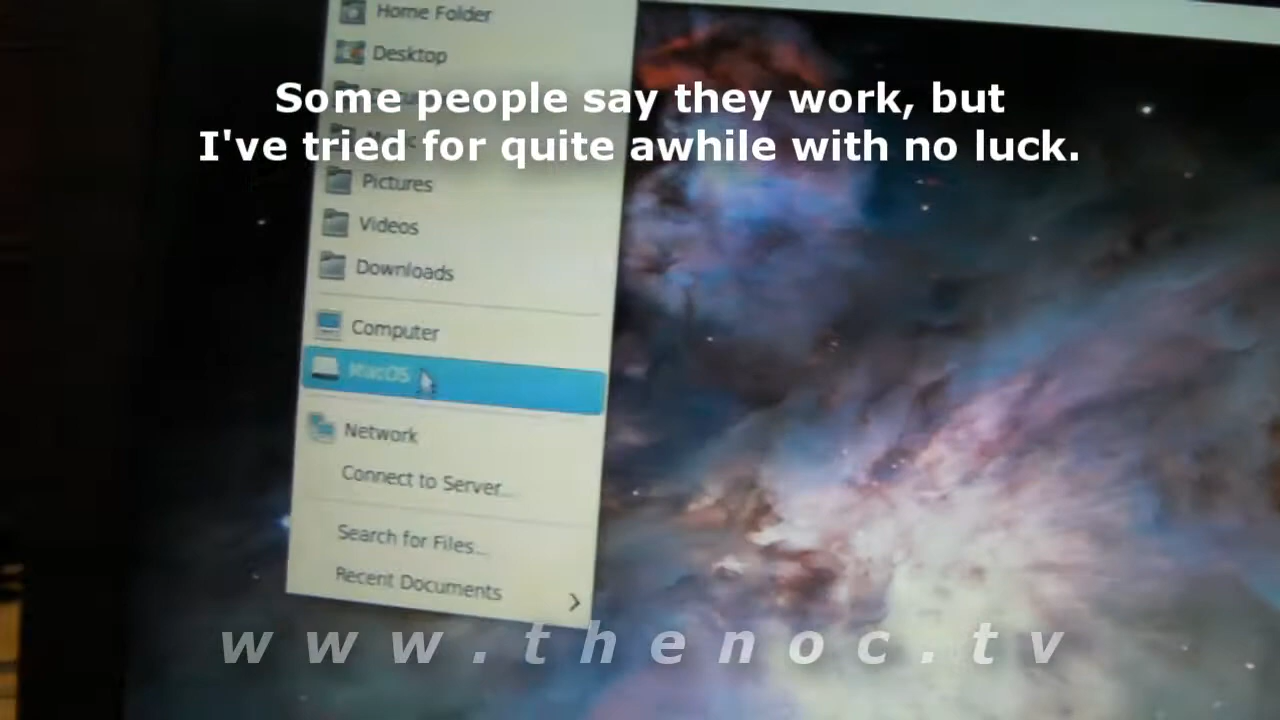 Home Folder
Desktop
Some people say they work, but
I've tried for quite awhile with no luck.
Pictures
Videos
Downloads
Computer
MacOS
Network
Connect to Server...
Search for Files...
Recent Documents
www.thenoc.tv